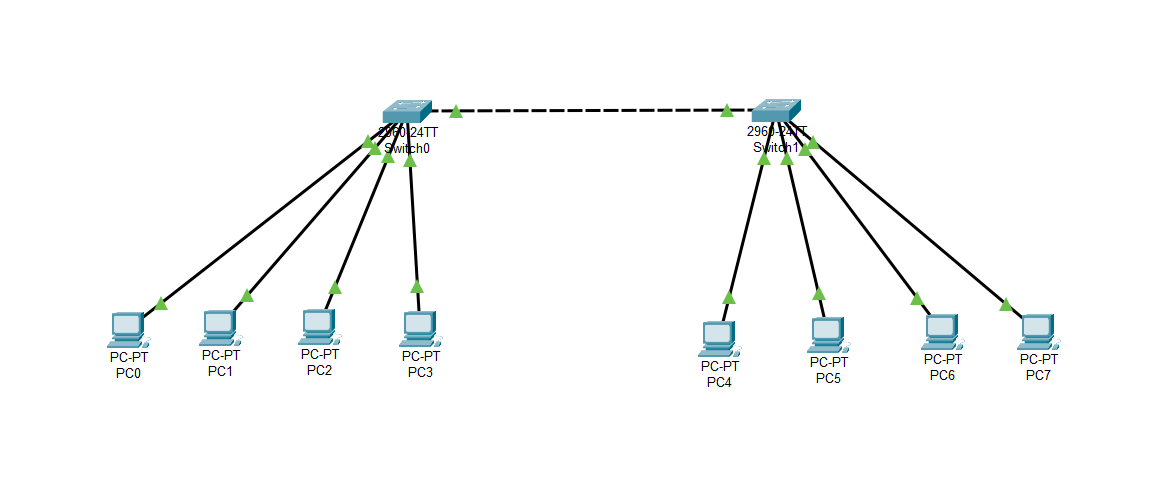 2960-24TT
Switch0
2960-24TT
Switch1
PC-PT
PC0
PC-PT
PC1
PC-PT
PC2
PC-PT
PC3
PC-PT
PC4
PC-PT
PC5
PC-PT
PC6
PC-PT
PC7